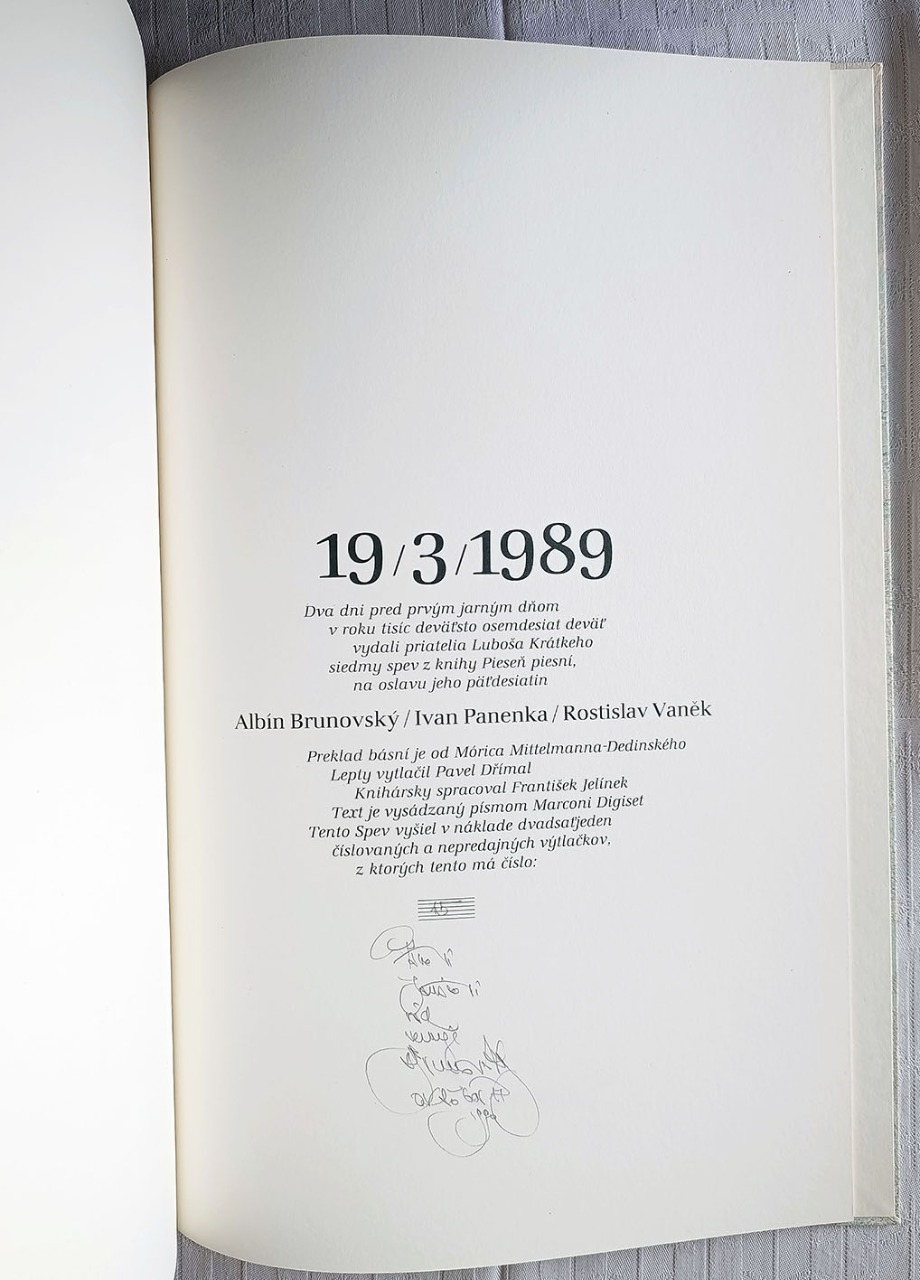 19/3/1989
Dva dni pred prvým jarným dňom
v roku tisíc deväťsto osemdesiat deväť
vydali priatelia Luboša Krátkeho
siedmy spev z knihy Pieseň piesní,
na oslavu jeho päťdesiatin
Albín Brunovský / Ivan Panenka / Rostislav Vaněk
Preklad básní je od Mórica Mittelmanna-Dedinského
Lepty vytlačil Pavel Dřímal
Knihársky spracoval František Jelínek
Text je vysádzaný písmom Marconi Digiset
Tento Spev vyšiel v náklade dvadsaťjeden
číslovaných a nepredajných výtlačkov,
z ktorých tento má číslo: